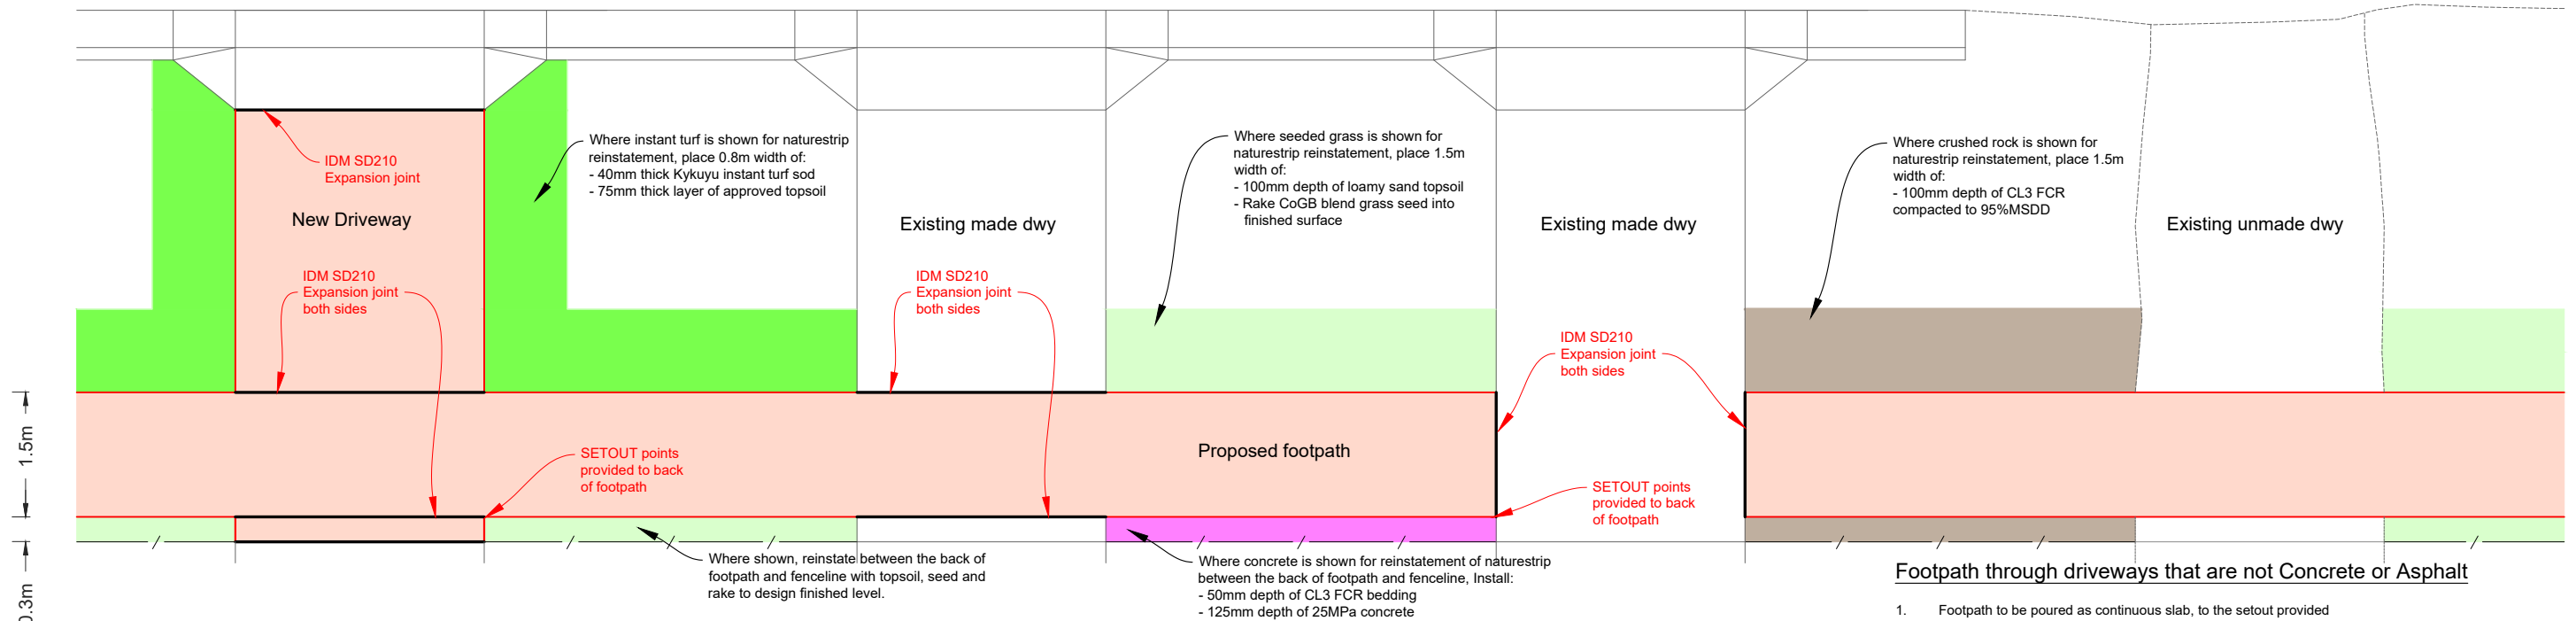 Where instant turf is shown for naturestrip
reinstatement, place 0.8m width of:
- 40mm thick Kykuyu instant turf sod
- 75mm thick layer of approved topsoil
Where seeded grass is shown for
naturestrip reinstatement, place 1.5m
width of:
- 100mm depth of loamy sand topsoil
- Rake CoGB blend grass seed into
finished surface
Where crushed rock is shown for
naturestrip reinstatement, place 1.5m
width of:
- 100mm depth of CL3 FCR
compacted to 95%MSDD
IDM SD210
Expansion joint
New Driveway
Existing made dwy
Existing made dwy
Existing unmade dwy
IDM SD210
Expansion joint
both sides
IDM SD210
Expansion joint
both sides
IDM SD210
Expansion joint
both sides
1.5m
Proposed footpath
SETOUT points
provided to back
of footpath
SETOUT points
provided to back
of footpath
0.3m
Where shown, reinstate between the back of
footpath and fenceline with topsoil, seed and
rake to design finished level.
Where concrete is shown for reinstatement of naturestrip
between the back of footpath and fenceline, Install:
- 50mm depth of CL3 FCR bedding
- 125mm depth of 25MPa concrete
Footpath through driveways that are not Concrete or Asphalt
1. Footpath to be poured as continuous slab, to the setout provided